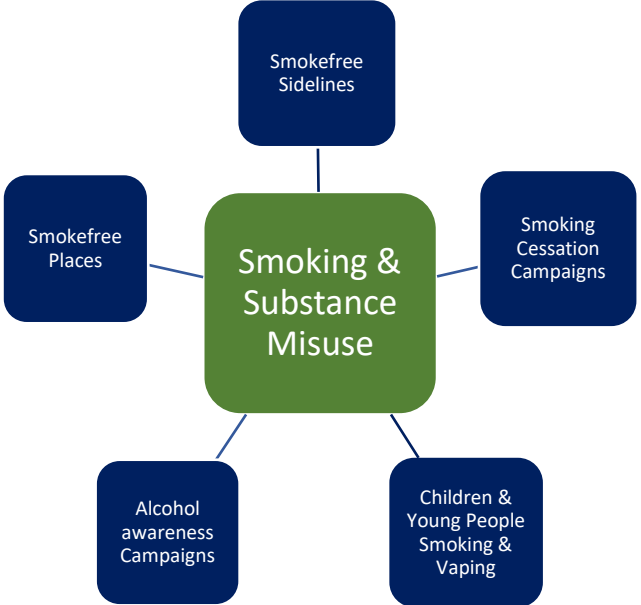 Smokefree
Sidelines
Smokefree
Places
Smoking &
Substance
Misuse
Smoking
Cessation
Campaigns
Alcohol
awareness
Campaigns
Children &
Young People
Smoking &
Vaping